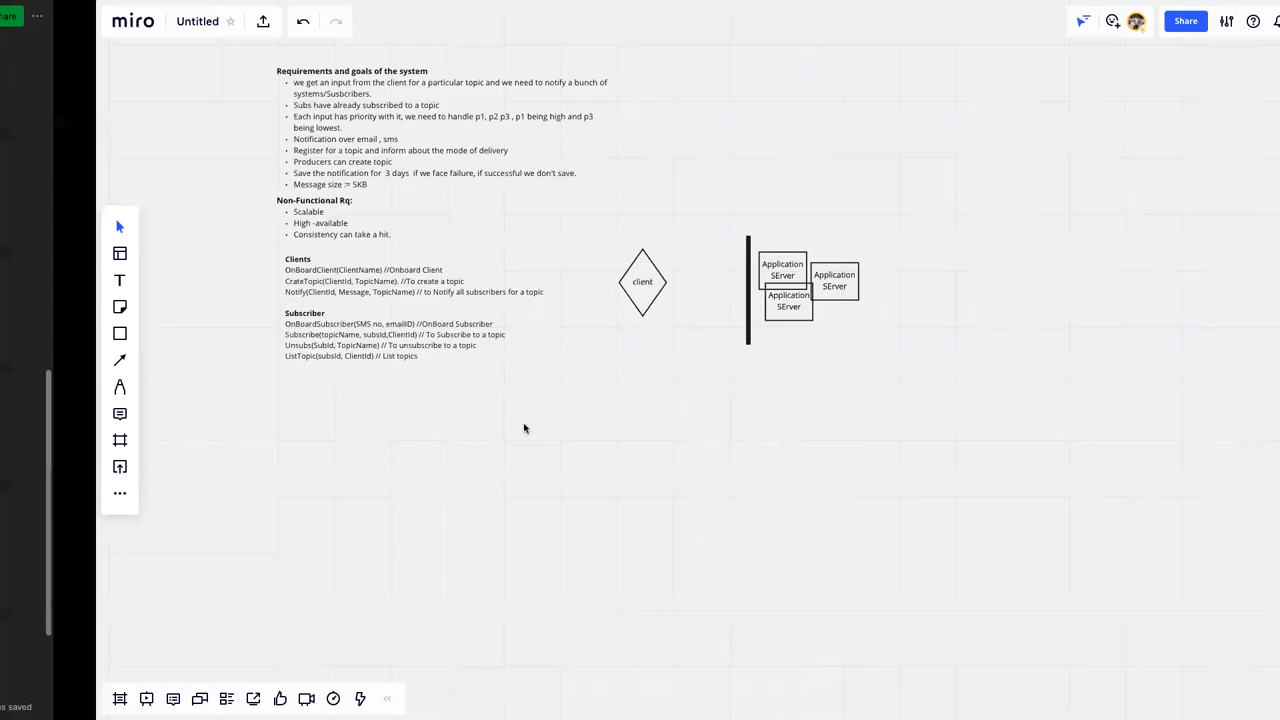 hare
miro
Untitled
Share
Requirements and goals of the system
we get an input from the client for a particular topic and we need to notify a bunch of
systems/Susbcribers.
Subs have already subscribed to a topic
Each input has priority with it, we need to handle p1, p2 p3 , p1 being high and p3
being lowest.
Notification over email , sms
Register for a topic and inform about the mode of delivery
Producers can create topic
Save the notification for 3 days if we face failure, if successful we don't save.
Message size := 5KB
Non-Functional Rq:
Scalable
High -available
Consistency can take a hit.
Clients
OnBoardClient(ClientName) //Onboard Client
CrateTopic(ClientId, TopicName). //To create a topic
Notify(ClientId, Message, TopicName) // to Notify all subscribers for a topic
Subscriber
OnBoardSubscriber(SMS no, emailID) //OnBoard Subscriber
Subscribe(topicName, subsId,ClientId) // To Subscribe to a topic
Unsubs(SubId, TopicName) // To unsubscribe to a topic
ListTopic(subsId, ClientId) // List topics
client
Application
SErver
Application
SErver
Application
SErver
es saved